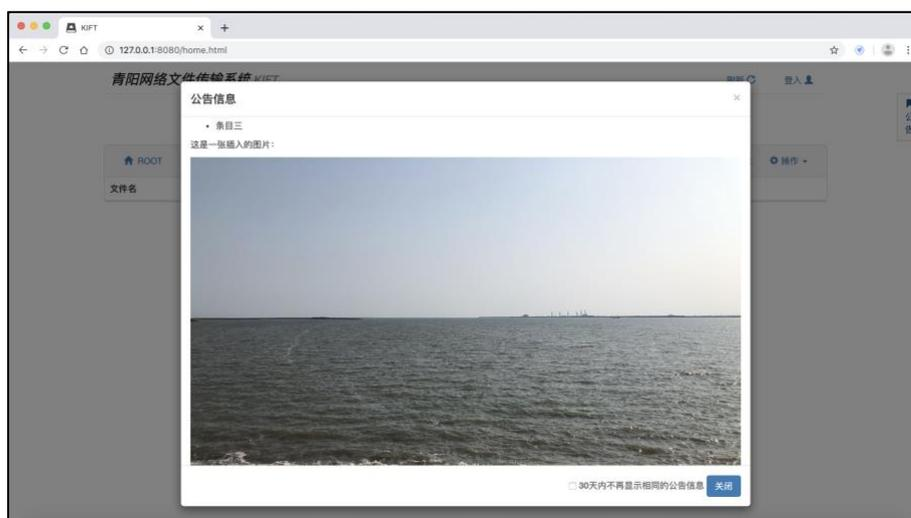 KIFT
127.0.0.1:8080/home.html
青阳网络文件传输系统 KIFT
刷新
登入
公告信息
条目三
这是一张插入的图片：
ROOT
操作
文件名
30天内不再显示相同的公告信息
关闭